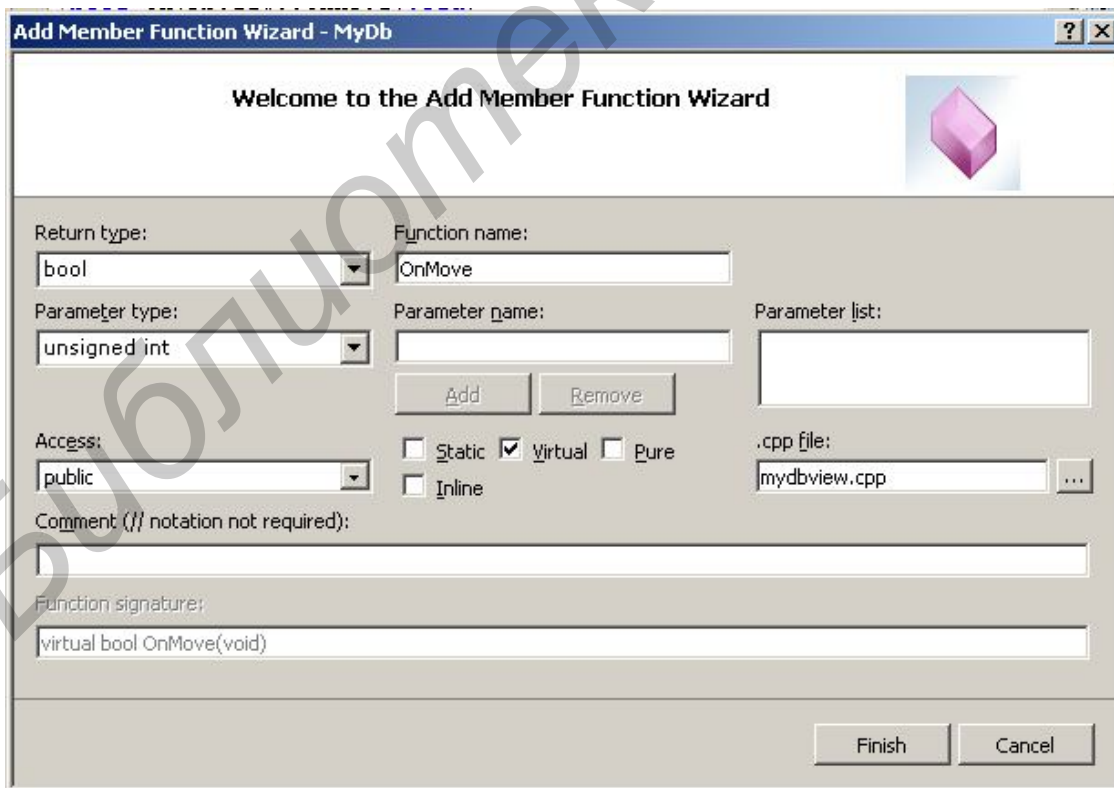 Add Member Function Wizard - MyDb
Welcome to the Add Member Function Wizard
Return type: Function name:
bool OnMove
Parameter type: Parameter name: Parameter list:
unsigned int
Add Remove
Access: Static Virtual Pure .cpp file:
public Inline mydbview.cpp ...
Comment (// notation not required):
Function signature:
virtual bool OnMove(void)
Finish Cancel
Библиотек